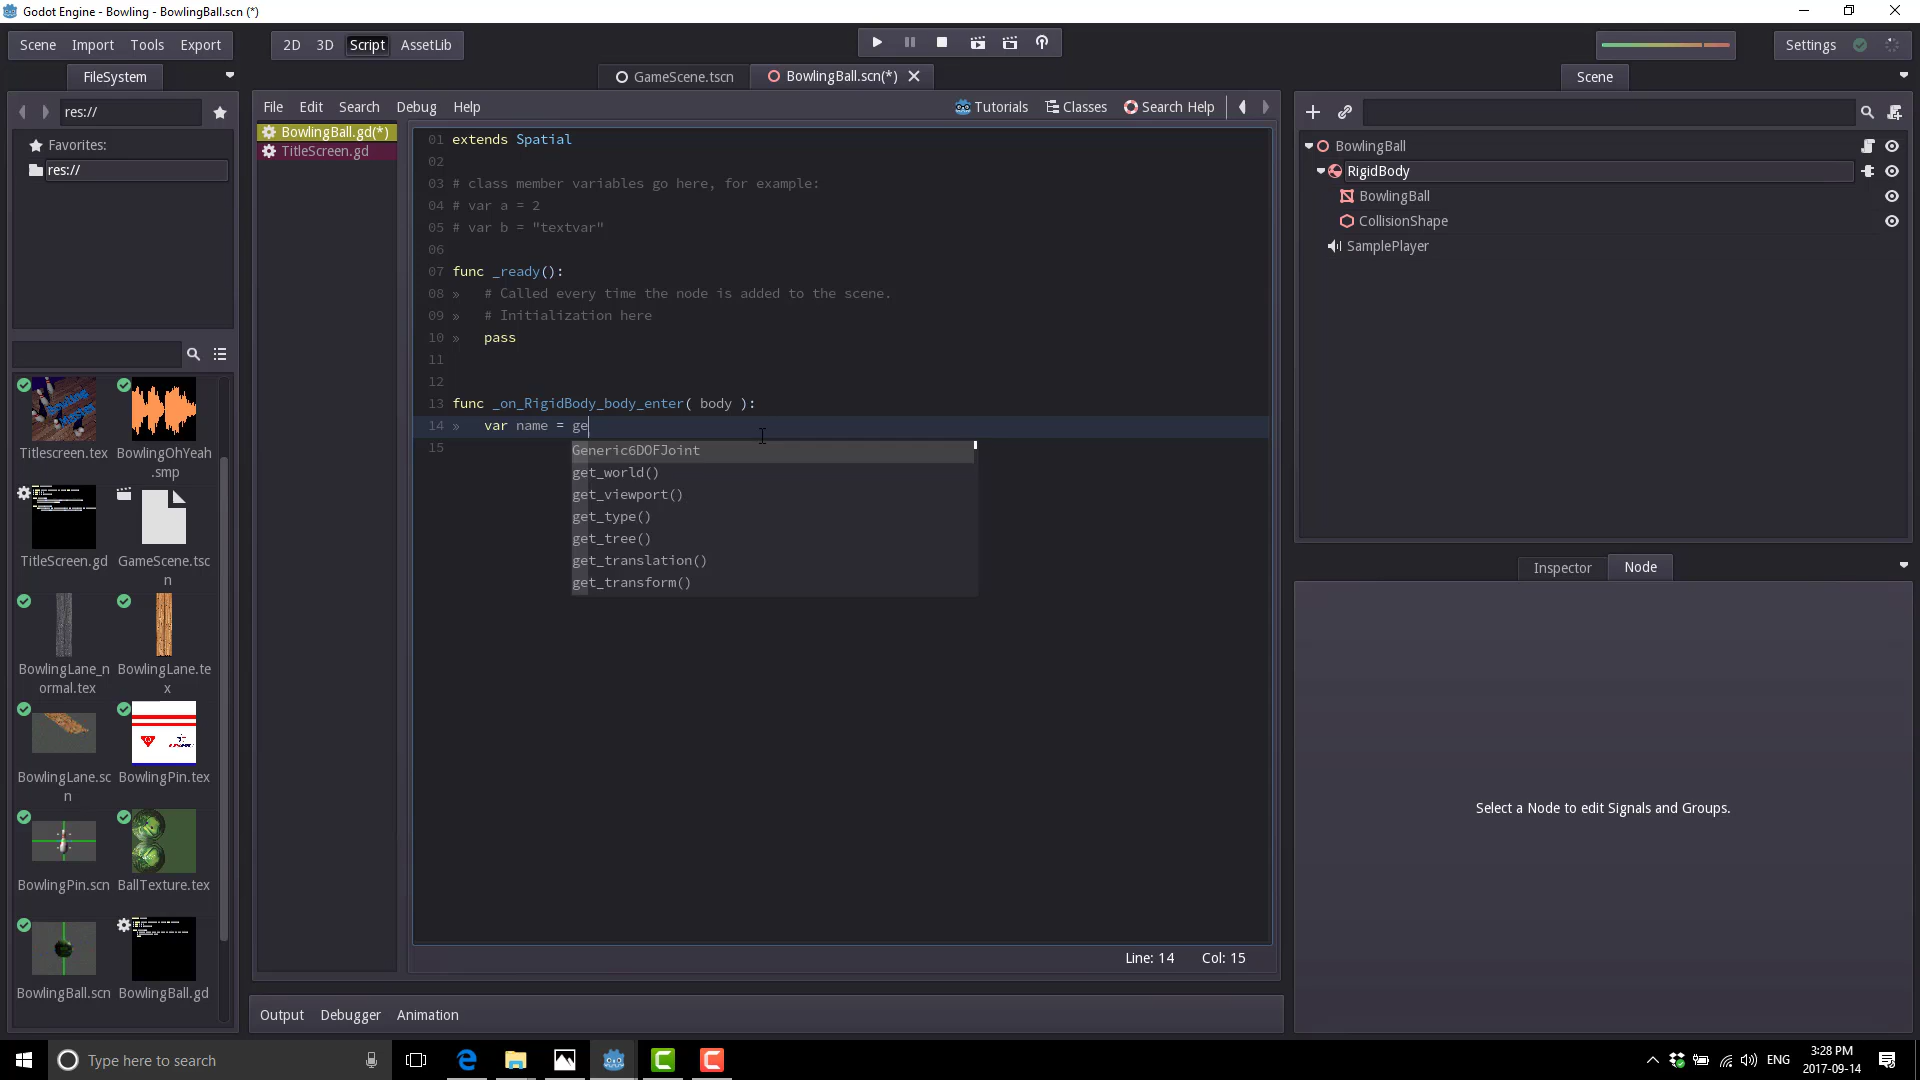 Godot Engine - Bowling - BowlingBall.scn (*)
Scene Import Tools Export
2D 3D Script AssetLib
Settings
FileSystem
GameScene.tscn
BowlingBall.scn(*)
Scene
res://
File Edit Search Debug Help
Tutorials Classes Search Help
Favorites:
res://
BowlingBall.gd(*)
TitleScreen.gd
01 extends Spatial
02
03 # class member variables go here, for example:
04 # var a = 2
05 # var b = "textvar"
06
07 func _ready():
08 » # Called every time the node is added to the scene.
09 » # Initialization here
10 » pass
11
12
13 func _on_RigidBody_body_enter( body ):
14 » var name = ge
15
Generic6DOFJoint
get_world()
get_viewport()
get_type()
get_tree()
get_translation()
get_transform()
Line: 14 Col: 15
BowlingBall
RigidBody
BowlingBall
CollisionShape
SamplePlayer
Inspector Node
Select a Node to edit Signals and Groups.
Titlescreen.tex
BowlingOhYeah
.smp
TitleScreen.gd
GameScene.tsc
n
BowlingLane_n
ormal.tex
BowlingLane.te
x
BowlingLane.sc
n
BowlingPin.tex
BowlingPin.scn
BallTexture.tex
BowlingBall.scn
BowlingBall.gd
Output Debugger Animation
Type here to search
ENG
3:28 PM
2017-09-14